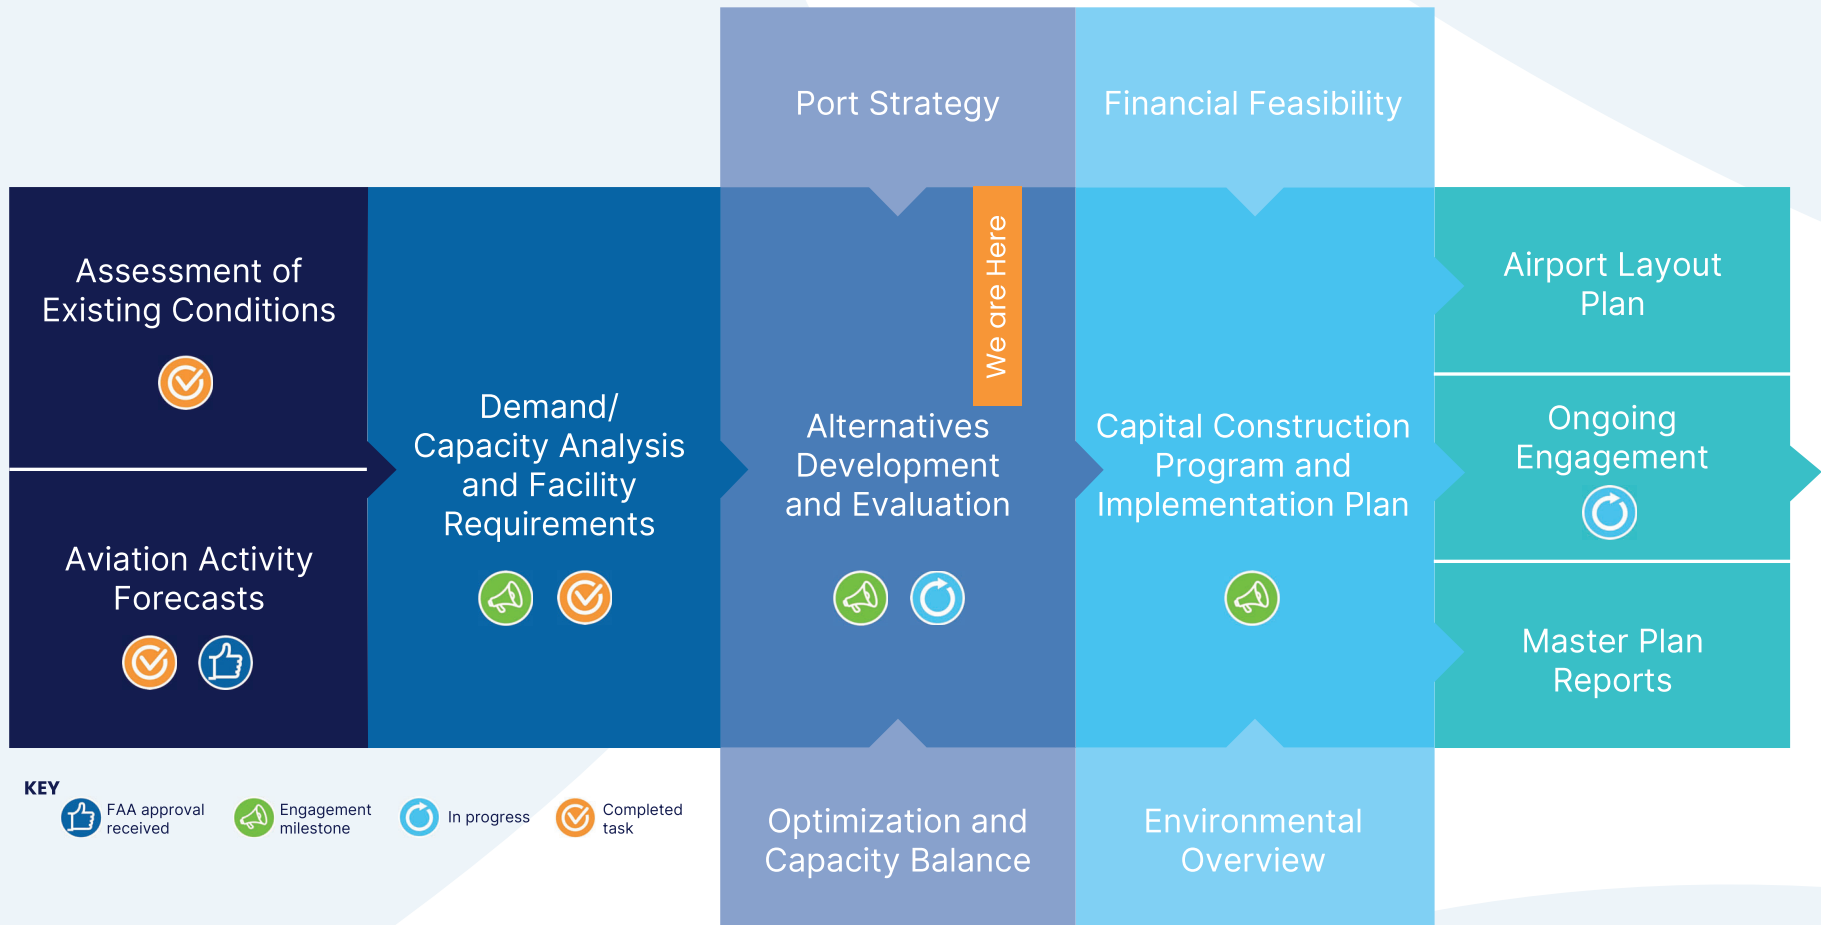 Port Strategy
Financial Feasibility
We are Here
Assessment of
Existing Conditions
Aviation Activity
Forecasts
Demand/
Capacity Analysis
and Facility
Requirements
Alternatives
Development
and Evaluation
Capital Construction
Program and
Implementation Plan
Airport Layout
Plan
Ongoing
Engagement
Master Plan
Reports
Optimization and
Capacity Balance
Environmental
Overview
KEY
FAA approval
received
Engagement
milestone
In progress
Completed
task